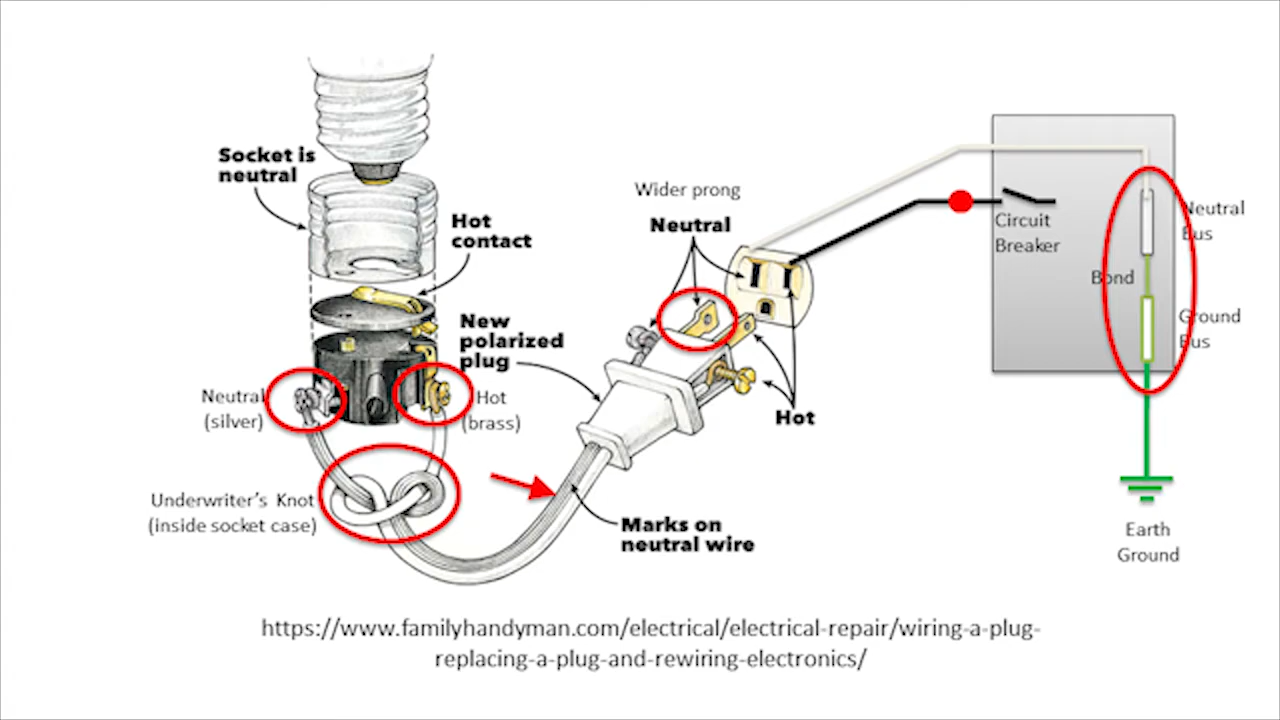 Socket is
neutral
Hot
contact
Wider prong
Neutral
New
polarized
plug
Hot
Neutral
(silver)
Hot
(brass)
Underwriter's Knot
(inside socket case)
Marks on
neutral wire
Circuit
Breaker
Neutral
Bus
Bond
Ground
Bus
Earth
Ground
https://www.familyhandyman.com/electrical/electrical-repair/wiring-a-plug-
replacing-a-plug-and-rewiring-electronics/